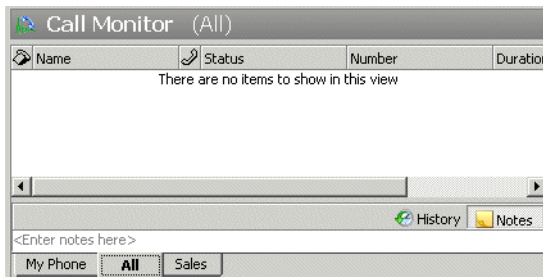 Call Monitor (All)
Name Status Number Duration
There are no items to show in this view
History Notes
<Enter notes here>
My Phone All Sales